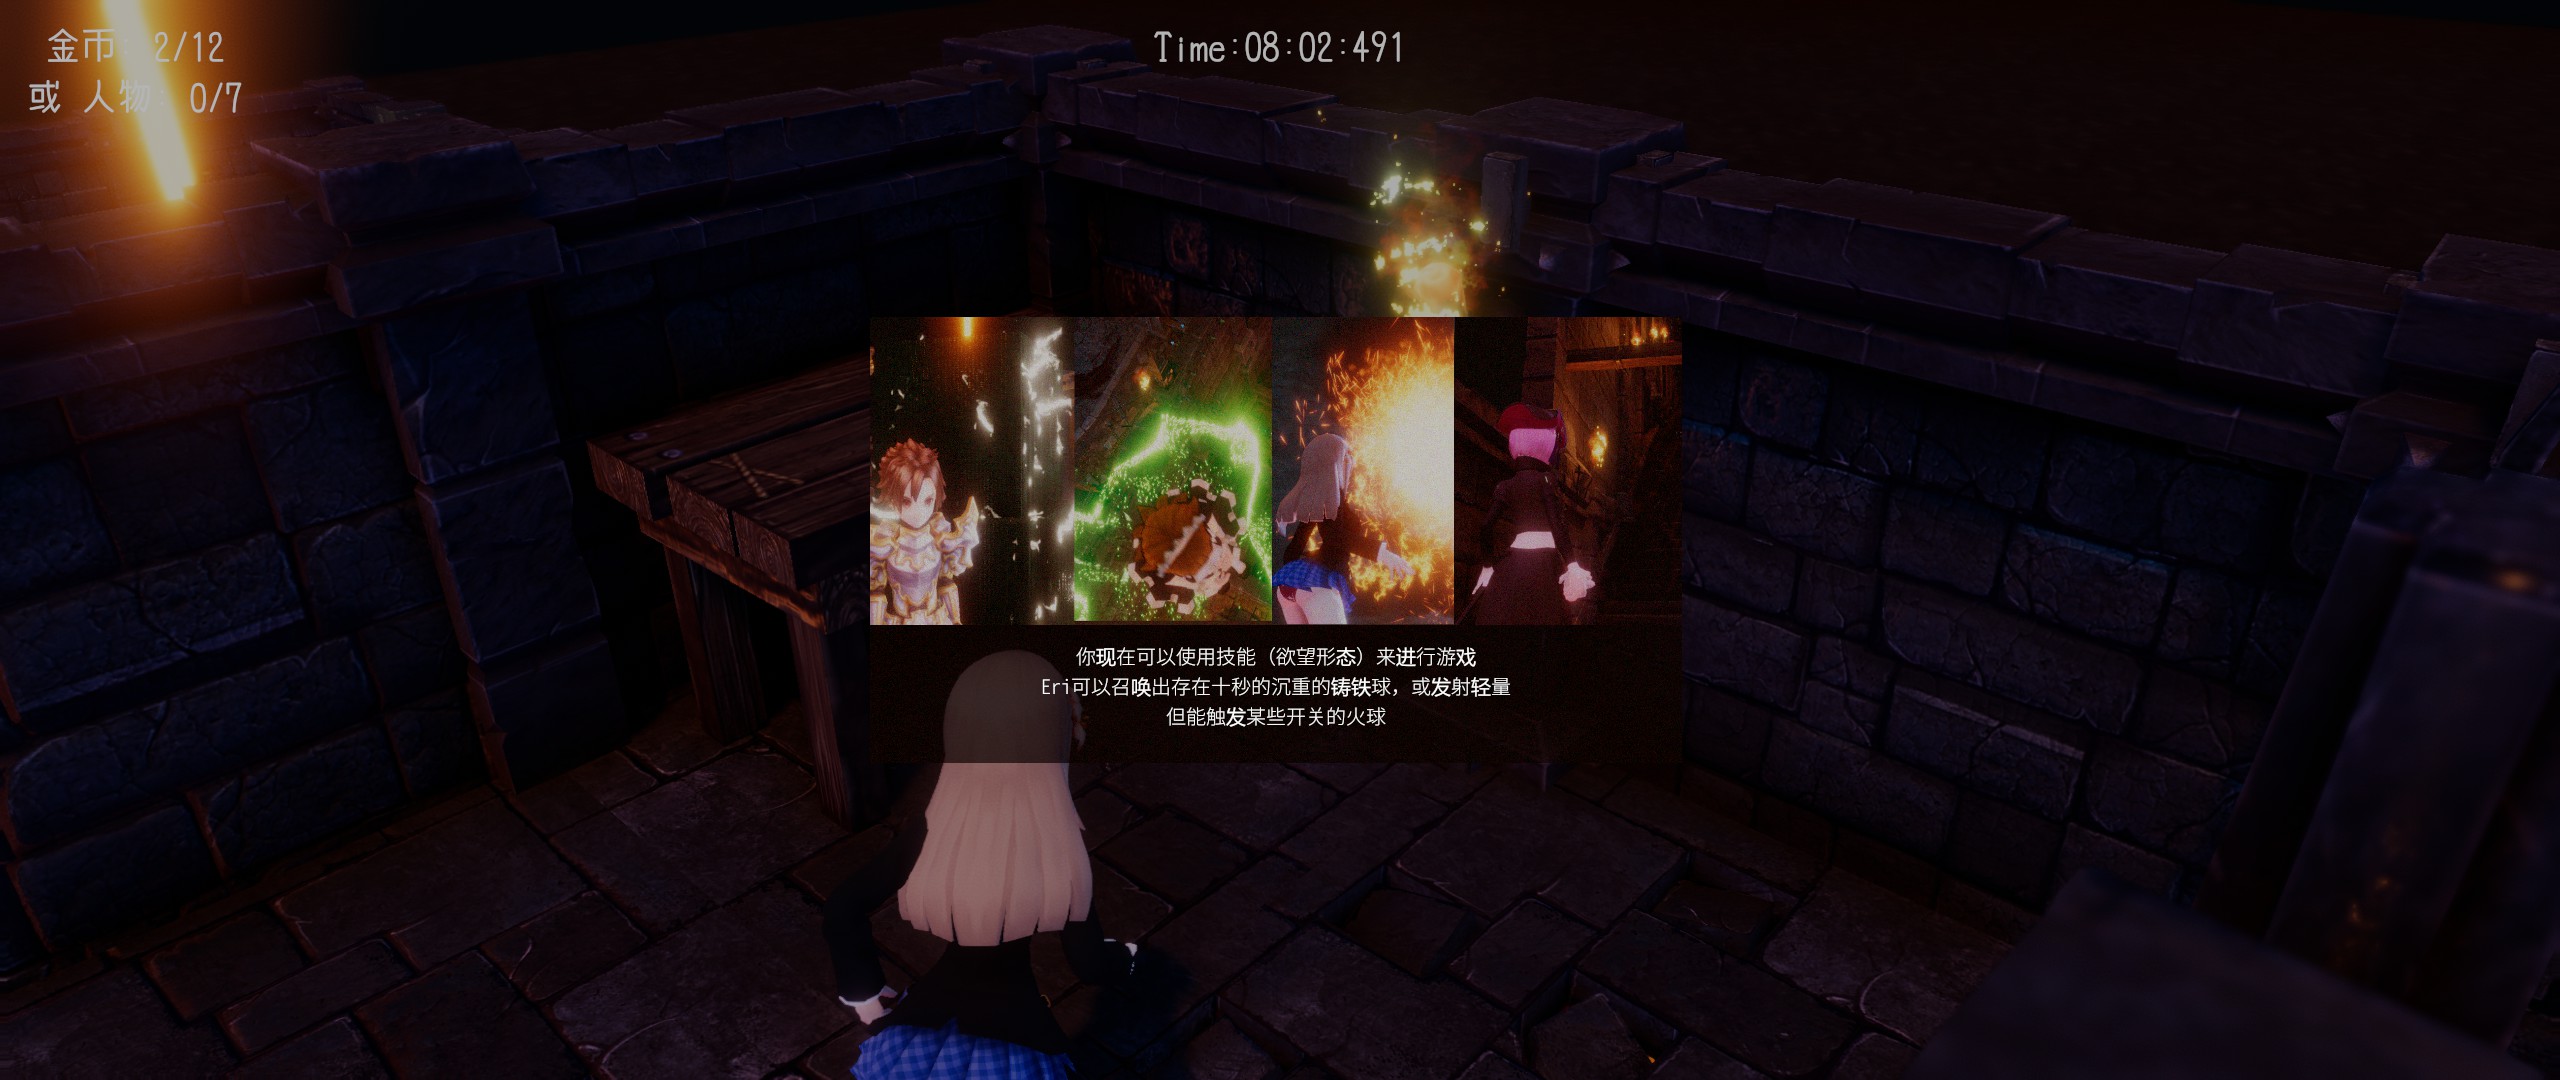 金币: 2/12
或 人物: 0/7
Time:08:02:491
你现在可以使用技能（欲望形态）来进行游戏
Eri可以召唤出存在十秒的沉重的铸铁球，或发射轻量
但能触发某些开关的火球